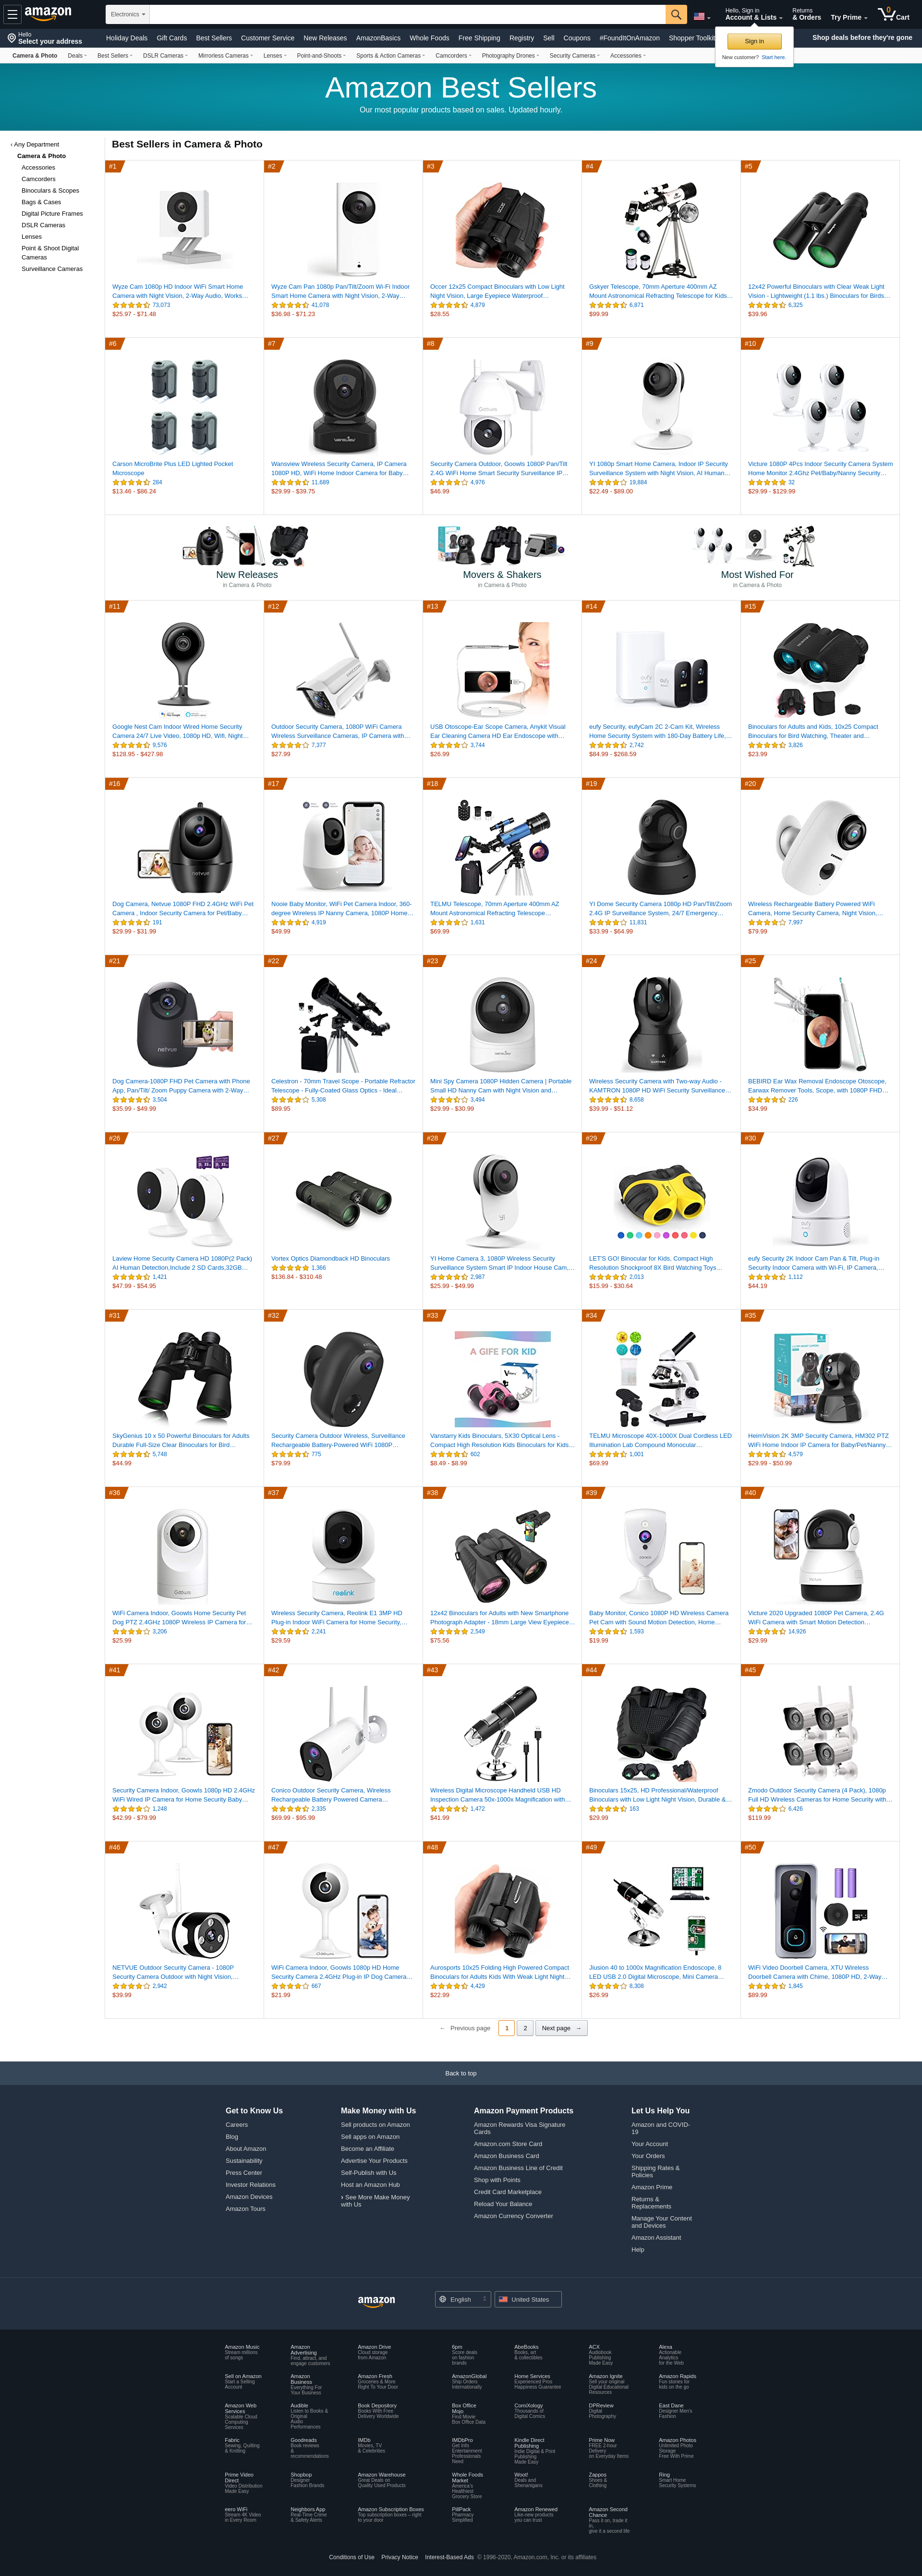 amazon
Electronics
Hello, Sign in
Account & Lists
Returns
& Orders
Try Prime
0
Cart
Hello
Select your address
Holiday Deals
Gift Cards
Best Sellers
Customer Service
New Releases
AmazonBasics
Whole Foods
Free Shipping
Registry
Sell
Coupons
#FoundItOnAmazon
Shopper Toolkit
Shop deals before they're gone
Sign in
New customer? Start here.
Camera & Photo
Deals
Best Sellers
DSLR Cameras
Mirrorless Cameras
Lenses
Point-and-Shoots
Sports & Action Cameras
Camcorders
Photography Drones
Security Cameras
Accessories
Amazon Best Sellers
Our most popular products based on sales. Updated hourly.
‹ Any Department
Camera & Photo
Accessories
Camcorders
Binoculars & Scopes
Bags & Cases
Digital Picture Frames
DSLR Cameras
Lenses
Point & Shoot Digital
Cameras
Surveillance Cameras
Best Sellers in Camera & Photo
#1
Wyze Cam 1080p HD Indoor WiFi Smart Home
Camera with Night Vision, 2-Way Audio, Works…
73,073
$25.97 - $71.48
#2
Wyze Cam Pan 1080p Pan/Tilt/Zoom Wi-Fi Indoor
Smart Home Camera with Night Vision, 2-Way…
41,078
$36.98 - $71.23
#3
Occer 12x25 Compact Binoculars with Low Light
Night Vision, Large Eyepiece Waterproof…
4,879
$28.55
#4
Gskyer Telescope, 70mm Aperture 400mm AZ
Mount Astronomical Refracting Telescope for Kids…
6,871
$99.99
#5
12x42 Powerful Binoculars with Clear Weak Light
Vision - Lightweight (1.1 lbs.) Binoculars for Birds…
6,325
$39.96
#6
Carson MicroBrite Plus LED Lighted Pocket
Microscope
284
$13.46 - $86.24
#7
Wansview Wireless Security Camera, IP Camera
1080P HD, WiFi Home Indoor Camera for Baby…
11,689
$29.99 - $39.75
#8
Security Camera Outdoor, Goowls 1080P Pan/Tilt
2.4G WiFi Home Smart Security Surveillance IP…
4,976
$46.99
#9
YI 1080p Smart Home Camera, Indoor IP Security
Surveillance System with Night Vision, AI Human…
19,884
$22.49 - $89.00
#10
Victure 1080P 4Pcs Indoor Security Camera System
Home Monitor 2.4Ghz Pet/Baby/Nanny Security…
32
$29.99 - $129.99
New Releases
in Camera & Photo
Movers & Shakers
in Camera & Photo
Most Wished For
in Camera & Photo
#11
Google Nest Cam Indoor Wired Home Security
Camera 24/7 Live Video, 1080p HD, Wifi, Night…
9,576
$128.95 - $427.98
#12
Outdoor Security Camera, 1080P WiFi Camera
Wireless Surveillance Cameras, IP Camera with…
7,377
$27.99
#13
USB Otoscope-Ear Scope Camera, Anykit Visual
Ear Cleaning Camera HD Ear Endoscope with…
3,744
$26.99
#14
eufy Security, eufyCam 2C 2-Cam Kit, Wireless
Home Security System with 180-Day Battery Life,…
2,742
$84.99 - $268.59
#15
Binoculars for Adults and Kids, 10x25 Compact
Binoculars for Bird Watching, Theater and…
3,826
$23.99
#16
netvue
Dog Camera, Netvue 1080P FHD 2.4GHz WiFi Pet
Camera , Indoor Security Camera for Pet/Baby…
191
$29.99 - $31.99
#17
Nooie Baby Monitor, WiFi Pet Camera Indoor, 360-
degree Wireless IP Nanny Camera, 1080P Home…
4,919
$49.99
#18
TELMU Telescope, 70mm Aperture 400mm AZ
Mount Astronomical Refracting Telescope…
1,631
$69.99
#19
YI Dome Security Camera 1080p HD Pan/Tilt/Zoom
2.4G IP Surveillance System, 24/7 Emergency…
11,831
$33.99 - $64.99
#20
Wireless Rechargeable Battery Powered WiFi
Camera, Home Security Camera, Night Vision,…
7,997
$79.99
#21
netvue
Dog Camera-1080P FHD Pet Camera with Phone
App, Pan/Tilt/ Zoom Puppy Camera with 2-Way…
3,504
$35.99 - $49.99
#22
Celestron - 70mm Travel Scope - Portable Refractor
Telescope - Fully-Coated Glass Optics - Ideal…
5,308
$89.95
#23
Mini Spy Camera 1080P Hidden Camera | Portable
Small HD Nanny Cam with Night Vision and…
3,494
$29.99 - $30.99
#24
Wireless Security Camera with Two-way Audio -
KAMTRON 1080P HD WiFi Security Surveillance…
8,658
$39.99 - $51.12
#25
BEBIRD Ear Wax Removal Endoscope Otoscope,
Earwax Remover Tools, Scope, with 1080P FHD…
226
$34.99
#26
Laview Home Security Camera HD 1080P(2 Pack)
AI Human Detection,Include 2 SD Cards,32GB…
1,421
$47.99 - $54.95
#27
Vortex Optics Diamondback HD Binoculars
1,366
$136.84 - $310.48
#28
YI Home Camera 3, 1080P Wireless Security
Surveillance System Smart IP Indoor House Cam,…
2,987
$25.99 - $49.99
#29
LET'S GO! Binocular for Kids, Compact High
Resolution Shockproof 8X Bird Watching Toys…
2,013
$15.99 - $30.64
#30
eufy Security 2K Indoor Cam Pan & Tilt, Plug-in
Security Indoor Camera with Wi-Fi, IP Camera,…
1,112
$44.19
#31
SkyGenius 10 x 50 Powerful Binoculars for Adults
Durable Full-Size Clear Binoculars for Bird…
5,748
$44.99
#32
Security Camera Outdoor Wireless, Surveillance
Rechargeable Battery-Powered WiFi 1080P…
775
$79.99
#33
A GIFE FOR KID
Vanstarry Kids Binoculars, 5X30 Optical Lens -
Compact High Resolution Kids Binoculars for Kids…
602
$8.49 - $8.99
#34
TELMU Microscope 40X-1000X Dual Cordless LED
Illumination Lab Compound Monocular…
1,001
$69.99
#35
HeimVision 2K 3MP Security Camera, HM302 PTZ
WiFi Home Indoor IP Camera for Baby/Pet/Nanny…
4,579
$29.99 - $50.99
#36
WiFi Camera Indoor, Goowls Home Security Pet
Dog PTZ 2.4GHz 1080P Wireless IP Camera for…
3,206
$25.99
#37
reolink
Wireless Security Camera, Reolink E1 3MP HD
Plug-in Indoor WiFi Camera for Home Security,…
2,241
$29.59
#38
12x42 Binoculars for Adults with New Smartphone
Photograph Adapter - 18mm Large View Eyepiece…
2,549
$75.56
#39
Baby Monitor, Conico 1080P HD Wireless Camera
Pet Cam with Sound Motion Detection, Home…
1,593
$19.99
#40
Victure 2020 Upgraded 1080P Pet Camera, 2.4G
WiFi Camera with Smart Motion Detection…
14,926
$29.99
#41
Security Camera Indoor, Goowls 1080p HD 2.4GHz
WiFi Wired IP Camera for Home Security Baby…
1,248
$42.99 - $79.99
#42
Conico Outdoor Security Camera, Wireless
Rechargeable Battery Powered Camera…
2,335
$69.99 - $95.99
#43
Wireless Digital Microscope Handheld USB HD
Inspection Camera 50x-1000x Magnification with…
1,472
$41.99
#44
Binoculars 15x25, HD Professional/Waterproof
Binoculars with Low Light Night Vision, Durable &…
163
$29.99
#45
Zmodo Outdoor Security Camera (4 Pack), 1080p
Full HD Wireless Cameras for Home Security with…
6,426
$119.99
#46
NETVUE Outdoor Security Camera - 1080P
Security Camera Outdoor with Night Vision,…
2,942
$39.99
#47
WiFi Camera Indoor, Goowls 1080p HD Home
Security Camera 2.4GHz Plug-in IP Dog Camera…
667
$21.99
#48
Aurosports 10x25 Folding High Powered Compact
Binoculars for Adults Kids With Weak Light Night…
4,429
$22.99
#49
Jiusion 40 to 1000x Magnification Endoscope, 8
LED USB 2.0 Digital Microscope, Mini Camera…
8,308
$26.99
#50
WiFi Video Doorbell Camera, XTU Wireless
Doorbell Camera with Chime, 1080P HD, 2-Way…
1,845
$89.99
← Previous page
1
2
Next page →
Back to top
Get to Know Us
Careers
Blog
About Amazon
Sustainability
Press Center
Investor Relations
Amazon Devices
Amazon Tours
Make Money with Us
Sell products on Amazon
Sell apps on Amazon
Become an Affiliate
Advertise Your Products
Self-Publish with Us
Host an Amazon Hub
› See More Make Money
with Us
Amazon Payment Products
Amazon Rewards Visa Signature
Cards
Amazon.com Store Card
Amazon Business Card
Amazon Business Line of Credit
Shop with Points
Credit Card Marketplace
Reload Your Balance
Amazon Currency Converter
Let Us Help You
Amazon and COVID-
19
Your Account
Your Orders
Shipping Rates &
Policies
Amazon Prime
Returns &
Replacements
Manage Your Content
and Devices
Amazon Assistant
Help
amazon
English
United States
Amazon Music
Stream millions
of songs
Amazon
Advertising
Find, attract, and
engage customers
Amazon Drive
Cloud storage
from Amazon
6pm
Score deals
on fashion
brands
AbeBooks
Books, art
& collectibles
ACX
Audiobook
Publishing
Made Easy
Alexa
Actionable
Analytics
for the Web
Sell on Amazon
Start a Selling
Account
Amazon
Business
Everything For
Your Business
Amazon Fresh
Groceries & More
Right To Your Door
AmazonGlobal
Ship Orders
Internationally
Home Services
Experienced Pros
Happiness Guarantee
Amazon Ignite
Sell your original
Digital Educational
Resources
Amazon Rapids
Fun stories for
kids on the go
Amazon Web
Services
Scalable Cloud
Computing
Services
Audible
Listen to Books &
Original
Audio
Performances
Book Depository
Books With Free
Delivery Worldwide
Box Office
Mojo
Find Movie
Box Office Data
ComiXology
Thousands of
Digital Comics
DPReview
Digital
Photography
East Dane
Designer Men's
Fashion
Fabric
Sewing, Quilting
& Knitting
Goodreads
Book reviews
&
recommendations
IMDb
Movies, TV
& Celebrities
IMDbPro
Get Info
Entertainment
Professionals
Need
Kindle Direct
Publishing
Indie Digital & Print
Publishing
Made Easy
Prime Now
FREE 2-hour
Delivery
on Everyday Items
Amazon Photos
Unlimited Photo
Storage
Free With Prime
Prime Video
Direct
Video Distribution
Made Easy
Shopbop
Designer
Fashion Brands
Amazon Warehouse
Great Deals on
Quality Used Products
Whole Foods
Market
America's
Healthiest
Grocery Store
Woot!
Deals and
Shenanigans
Zappos
Shoes &
Clothing
Ring
Smart Home
Security Systems
eero WiFi
Stream 4K Video
in Every Room
Neighbors App
Real-Time Crime
& Safety Alerts
Amazon Subscription Boxes
Top subscription boxes – right
to your door
PillPack
Pharmacy
Simplified
Amazon Renewed
Like-new products
you can trust
Amazon Second
Chance
Pass it on, trade it
in,
give it a second life
Conditions of Use
Privacy Notice
Interest-Based Ads
© 1996-2020, Amazon.com, Inc. or its affiliates